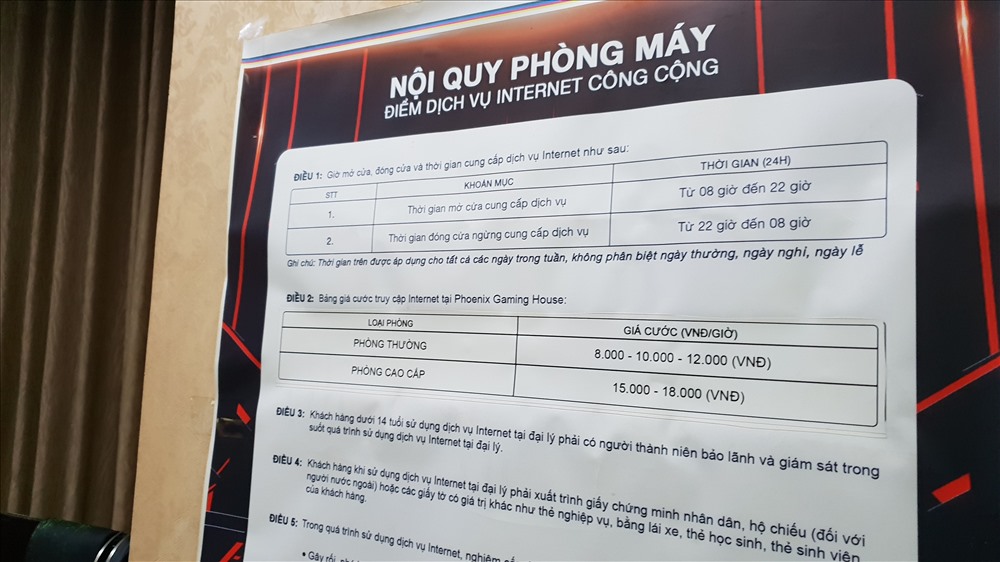 NỘI QUY PHÒNG MÁY
ĐIỂM DỊCH VỤ INTERNET CÔNG CỘNG
ĐIỀU 1: Giờ mở cửa, đóng cửa và thời gian cung cấp dịch vụ Internet như sau:
STT KHOẢN MỤC THỜI GIAN (24H)
1. Thời gian mở cửa cung cấp dịch vụ Từ 08 giờ đến 22 giờ
2. Thời gian đóng cửa ngừng cung cấp dịch vụ Từ 22 giờ đến 08 giờ
Ghi chú: Thời gian trên được áp dụng cho tất cả các ngày trong tuần, không phân biệt ngày thường, ngày nghỉ, ngày lễ
ĐIỀU 2: Bảng giá cước truy cập Internet tại Phoenix Gaming House:
LOẠI PHÒNG GIÁ CƯỚC (VNĐ/GIỜ)
PHÒNG THƯỜNG 8.000 - 10.000 - 12.000 (VNĐ)
PHÒNG CAO CẤP 15.000 - 18.000 (VNĐ)
ĐIỀU 3: Khách hàng dưới 14 tuổi sử dụng dịch vụ Internet tại đại lý phải có người thành niên bảo lãnh và giám sát trong
suốt quá trình sử dụng dịch vụ Internet tại đại lý.
ĐIỀU 4: Khách hàng khi sử dụng dịch vụ Internet tại đại lý phải xuất trình giấy chứng minh nhân dân, hộ chiếu (đối với
người nước ngoài) hoặc các giấy tờ có giá trị khác như thẻ nghiệp vụ, bằng lái xe, thẻ học sinh, thẻ sinh viên
của khách hàng.
ĐIỀU 5: Trong quá trình sử dụng dịch vụ Internet, nghiêm
• Gây rối